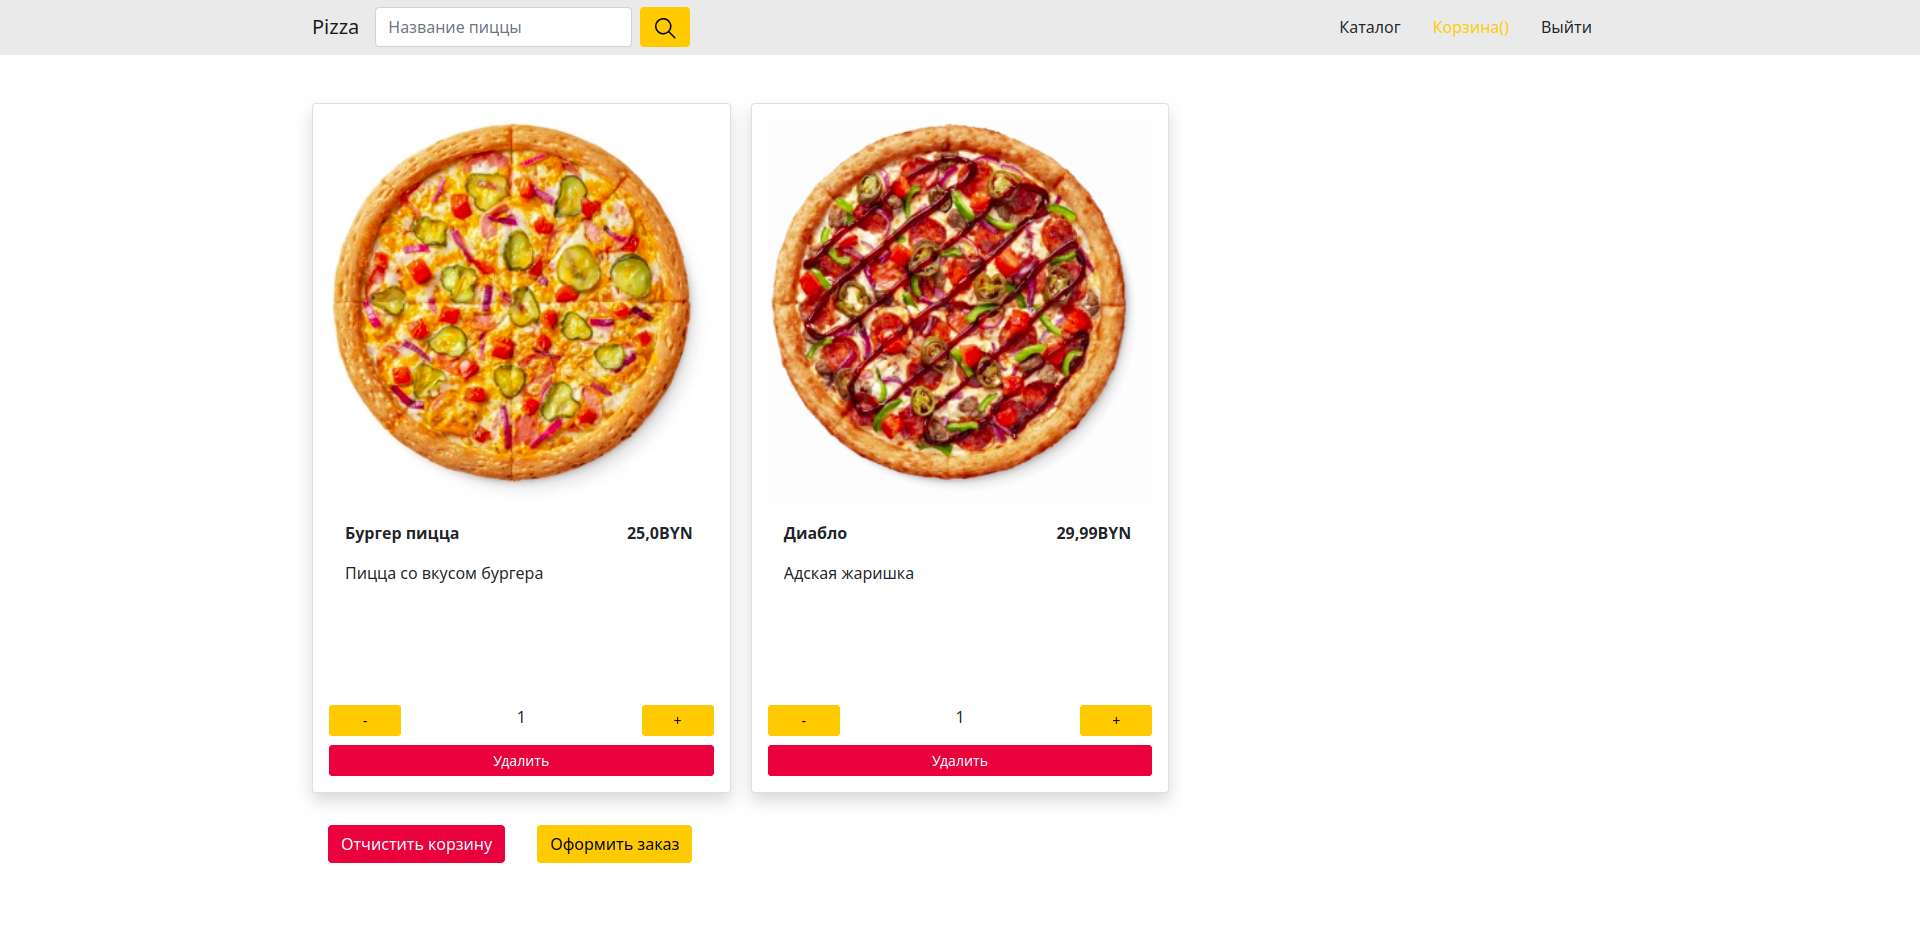 Pizza Название пиццы Каталог Корзина() Выйти
Бургер пицца 25,0BYN
Пицца со вкусом бургера
- 1 +
Удалить
Диабло 29,99BYN
Адская жаришка
- 1 +
Удалить
Отчистить корзину Оформить заказ